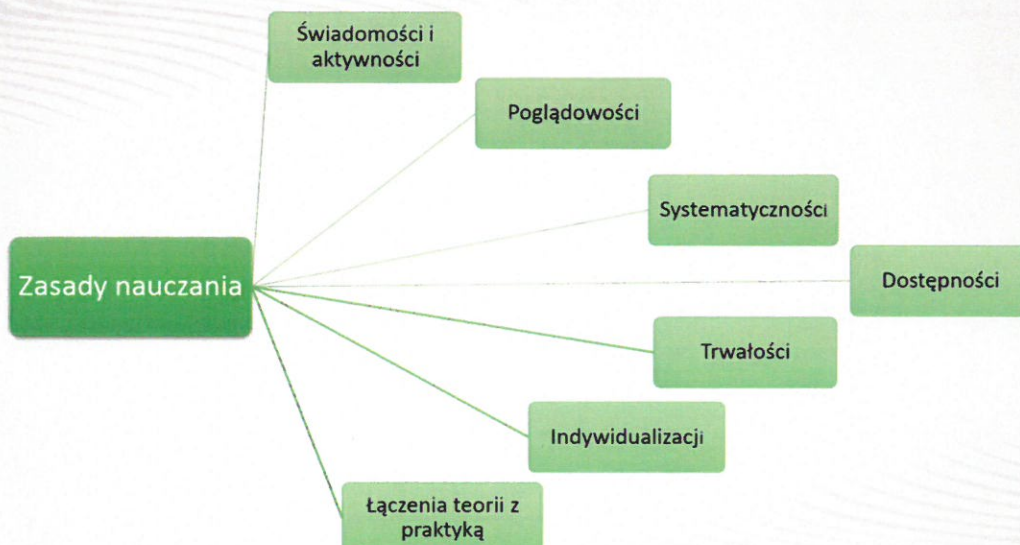 Świadomości i
aktywności
Poglądowości
Systematyczności
Zasady nauczania
Dostępności
Trwałości
Indywidualizacji
Łączenia teorii z
praktyką